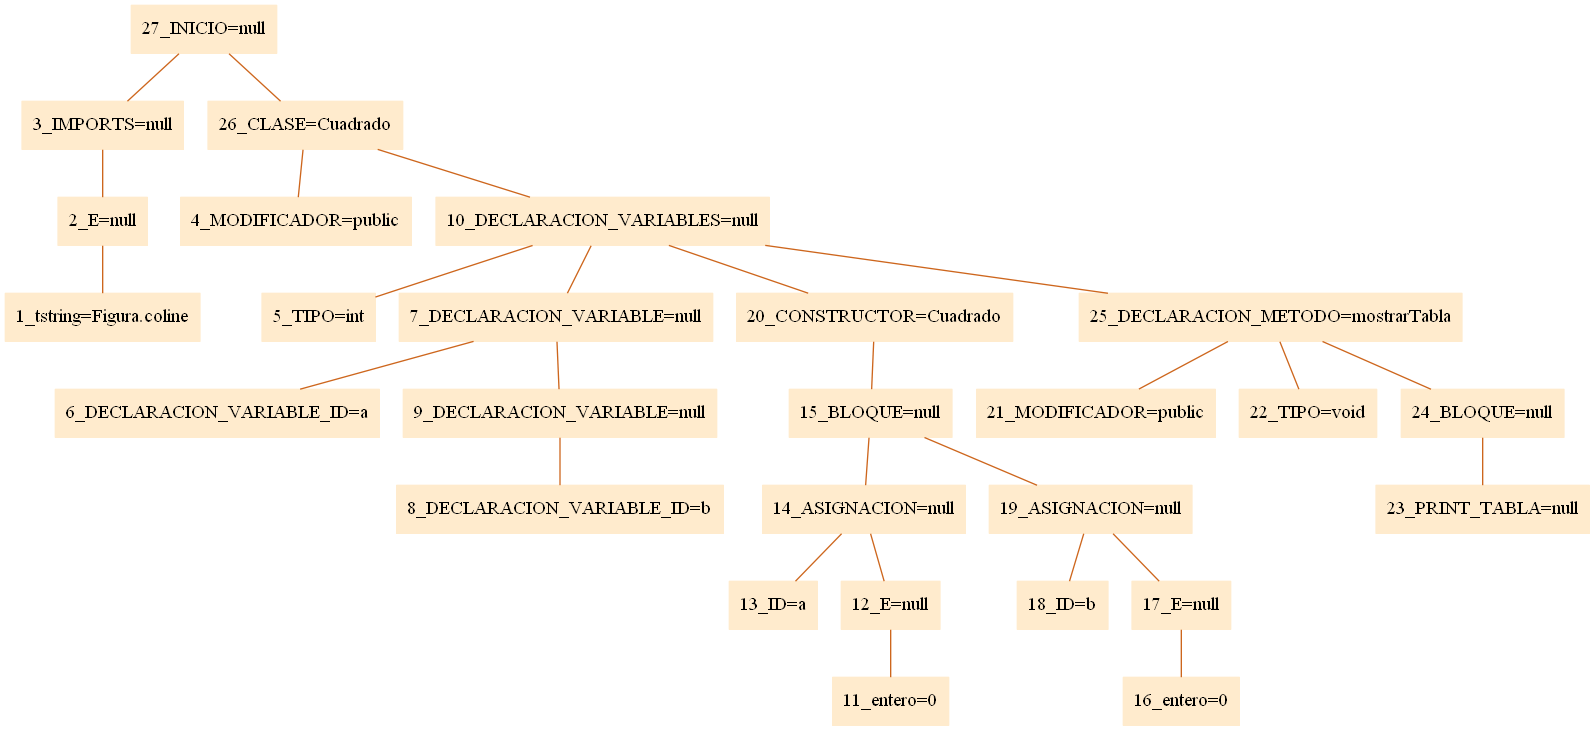 27_INICIO=null
3_IMPORTS=null
26_CLASE=Cuadrado
2_E=null
4_MODIFICADOR=public
10_DECLARACION_VARIABLES=null
1_tstring=Figura.coline
5_TIPO=int
7_DECLARACION_VARIABLE=null
20_CONSTRUCTOR=Cuadrado
25_DECLARACION_METODO=mostrarTabla
6_DECLARACION_VARIABLE_ID=a
9_DECLARACION_VARIABLE=null
15_BLOQUE=null
21_MODIFICADOR=public
22_TIPO=void
24_BLOQUE=null
8_DECLARACION_VARIABLE_ID=b
14_ASIGNACION=null
19_ASIGNACION=null
23_PRINT_TABLA=null
13_ID=a
12_E=null
18_ID=b
17_E=null
11_entero=0
16_entero=0